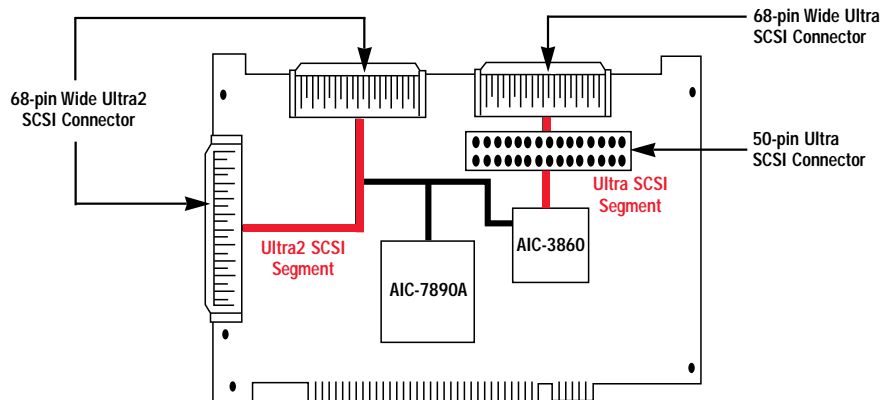 68-pin Wide Ultra
SCSI Connector
68-pin Wide Ultra2
SCSI Connector
50-pin Ultra
SCSI Connector
Ultra SCSI
Segment
Ultra2 SCSI
Segment
AIC-3860
AIC-7890A